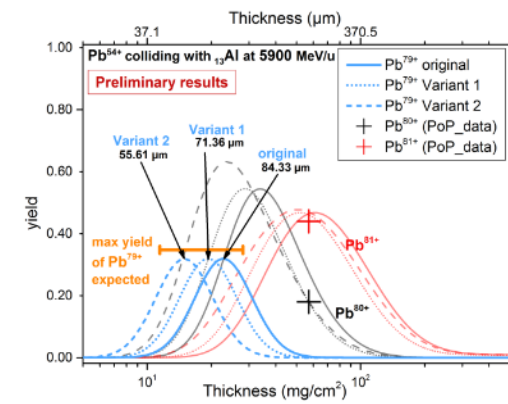 Thickness (μm)
37.1 370.5
1.00
Pb⁵⁴⁺ colliding with ₁₃Al at 5900 MeV/u
Preliminary results
Pb⁷⁹⁺ original
Pb⁷⁹⁺ Variant 1
Pb⁷⁹⁺ Variant 2
Pb⁸⁰⁺ (PoP_data)
Pb⁸¹⁺ (PoP_data)
0.80
0.60
0.40
0.20
0.00
yield
Variant 2
55.61 μm
Variant 1
71.36 μm
original
84.33 μm
max yield
of Pb⁷⁹⁺
expected
Pb⁸¹⁺
Pb⁸⁰⁺
10¹ 10²
Thickness (mg/cm²)